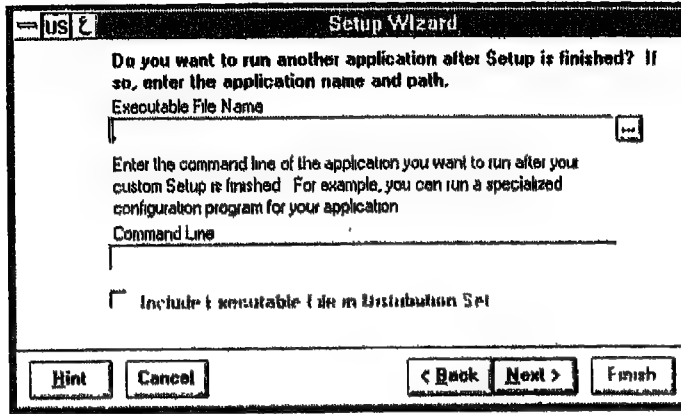 US غ Setup Wizard
Do you want to run another application after Setup is finished? If
so, enter the application name and path.
Executable File Name
...
Enter the command line of the application you want to run after your
custom Setup is finished For example, you can run a specialized
configuration program for your application
Command Line
Include Executable File in Distribution Set
Hint Cancel < Back Next > Finish